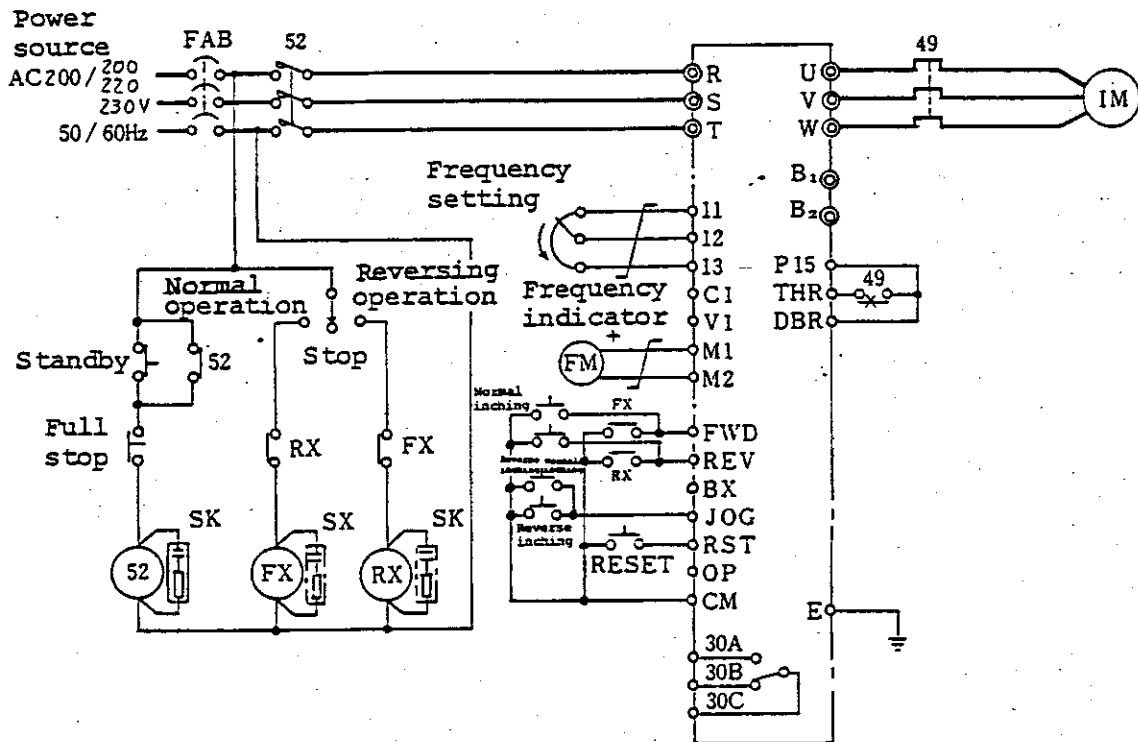 Power
source
FAB
52
49
AC200/200
220
230V
50/60Hz
R
S
T
U
V
W
IM
B1
B2
Frequency
setting
I1
I2
I3
P15
THR
49
DBR
Normal
operation
Reversing
operation
Stop
Frequency
indicator
C1
V1
+
FM
M1
M2
Standby
52
Normal
inching
FX
FWD
Full
stop
RX
FX
RX
REV
BX
JOG
Reverse
inching
RST
RESET
OP
CM
SK
SX
SK
52
FX
RX
E
30A
30B
30C